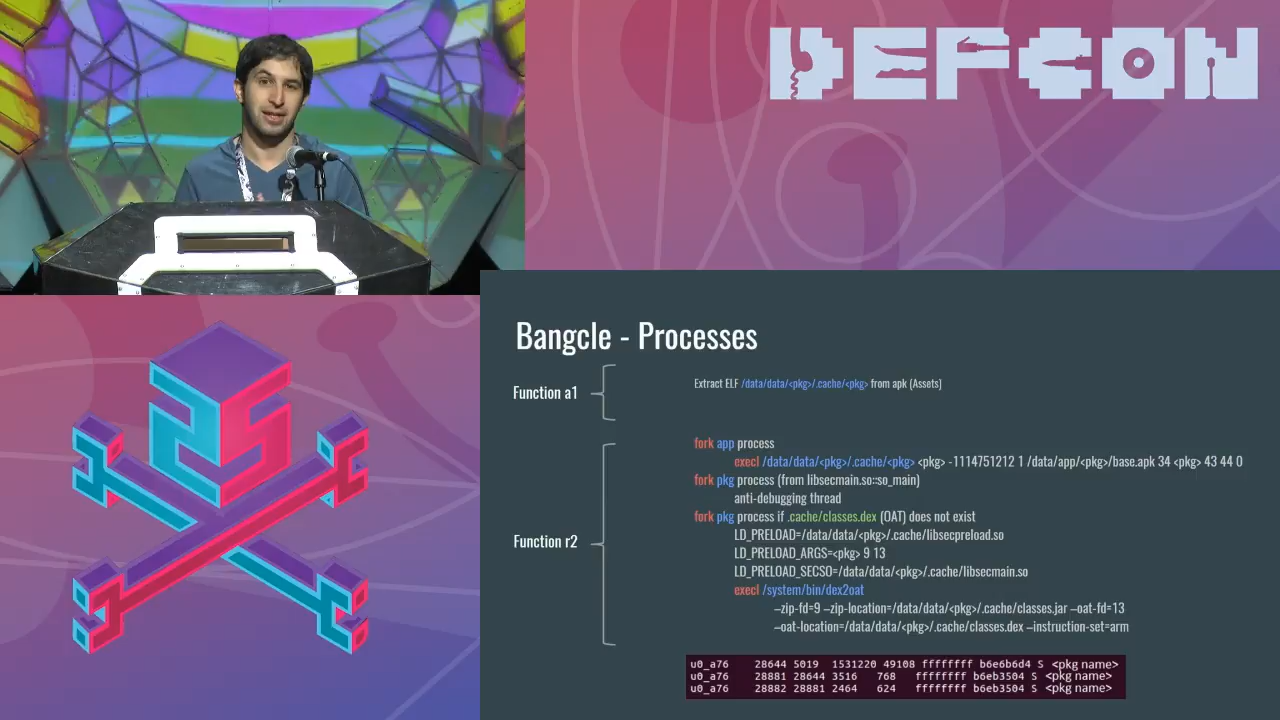 DEFCON
25
Bangcle - Processes
Function a1
Extract ELF /data/data/<pkg>/.cache/<pkg> from apk (Assets)
Function r2
fork app process
execl /data/data/<pkg>/.cache/<pkg> <pkg> -1114751212 1 /data/app/<pkg>/base.apk 34 <pkg> 43 44 0
fork pkg process (from libsecmain.so::so_main)
anti-debugging thread
fork pkg process if .cache/classes.dex (OAT) does not exist
LD_PRELOAD=/data/data/<pkg>/.cache/libsecpreload.so
LD_PRELOAD_ARGS=<pkg> 9 13
LD_PRELOAD_SECSO=/data/data/<pkg>/.cache/libsecmain.so
execl /system/bin/dex2oat
–zip-fd=9 –zip-location=/data/data/<pkg>/.cache/classes.jar –oat-fd=13
–oat-location=/data/data/<pkg>/.cache/classes.dex –instruction-set=arm
u0_a76 28644 5019 1531220 49108 ffffffff b6e6b6d4 S <pkg name>
u0_a76 28881 28644 3516 768 ffffffff b6eb3504 S <pkg name>
u0_a76 28882 28881 2464 624 ffffffff b6eb3504 S <pkg name>